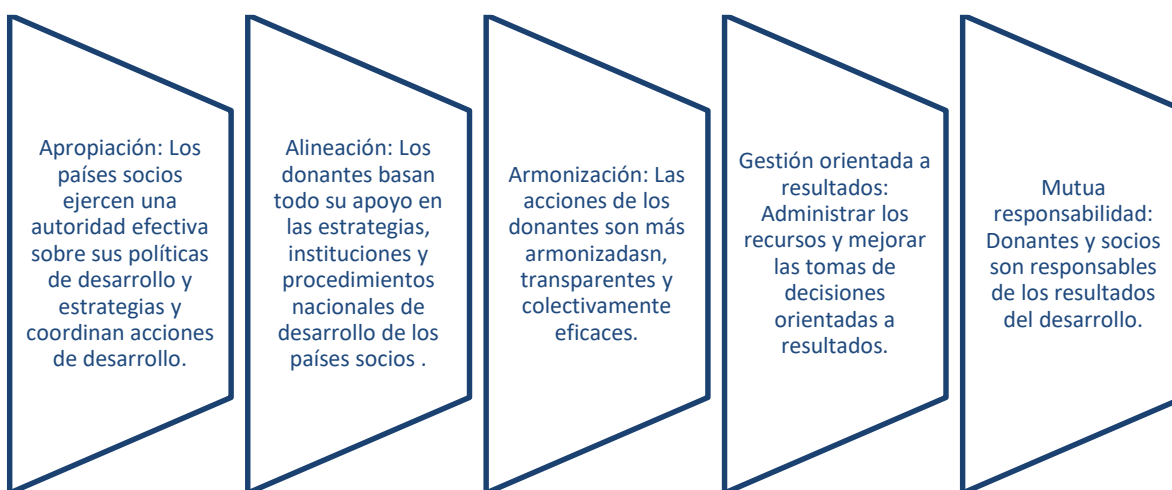 Apropiación: Los
países socios
ejercen una
autoridad efectiva
sobre sus políticas
de desarrollo y
estrategias y
coordinan acciones
de desarrollo.
Alineación: Los
donantes basan
todo su apoyo en
las estrategias,
instituciones y
procedimientos
nacionales de
desarrollo de los
países socios .
Armonización: Las
acciones de los
donantes son más
armonizadasn,
transparentes y
colectivamente
eficaces.
Gestión orientada a
resultados:
Administrar los
recursos y mejorar
las tomas de
decisiones
orientadas a
resultados.
Mutua
responsabilidad:
Donantes y socios
son responsables
de los resultados
del desarrollo.